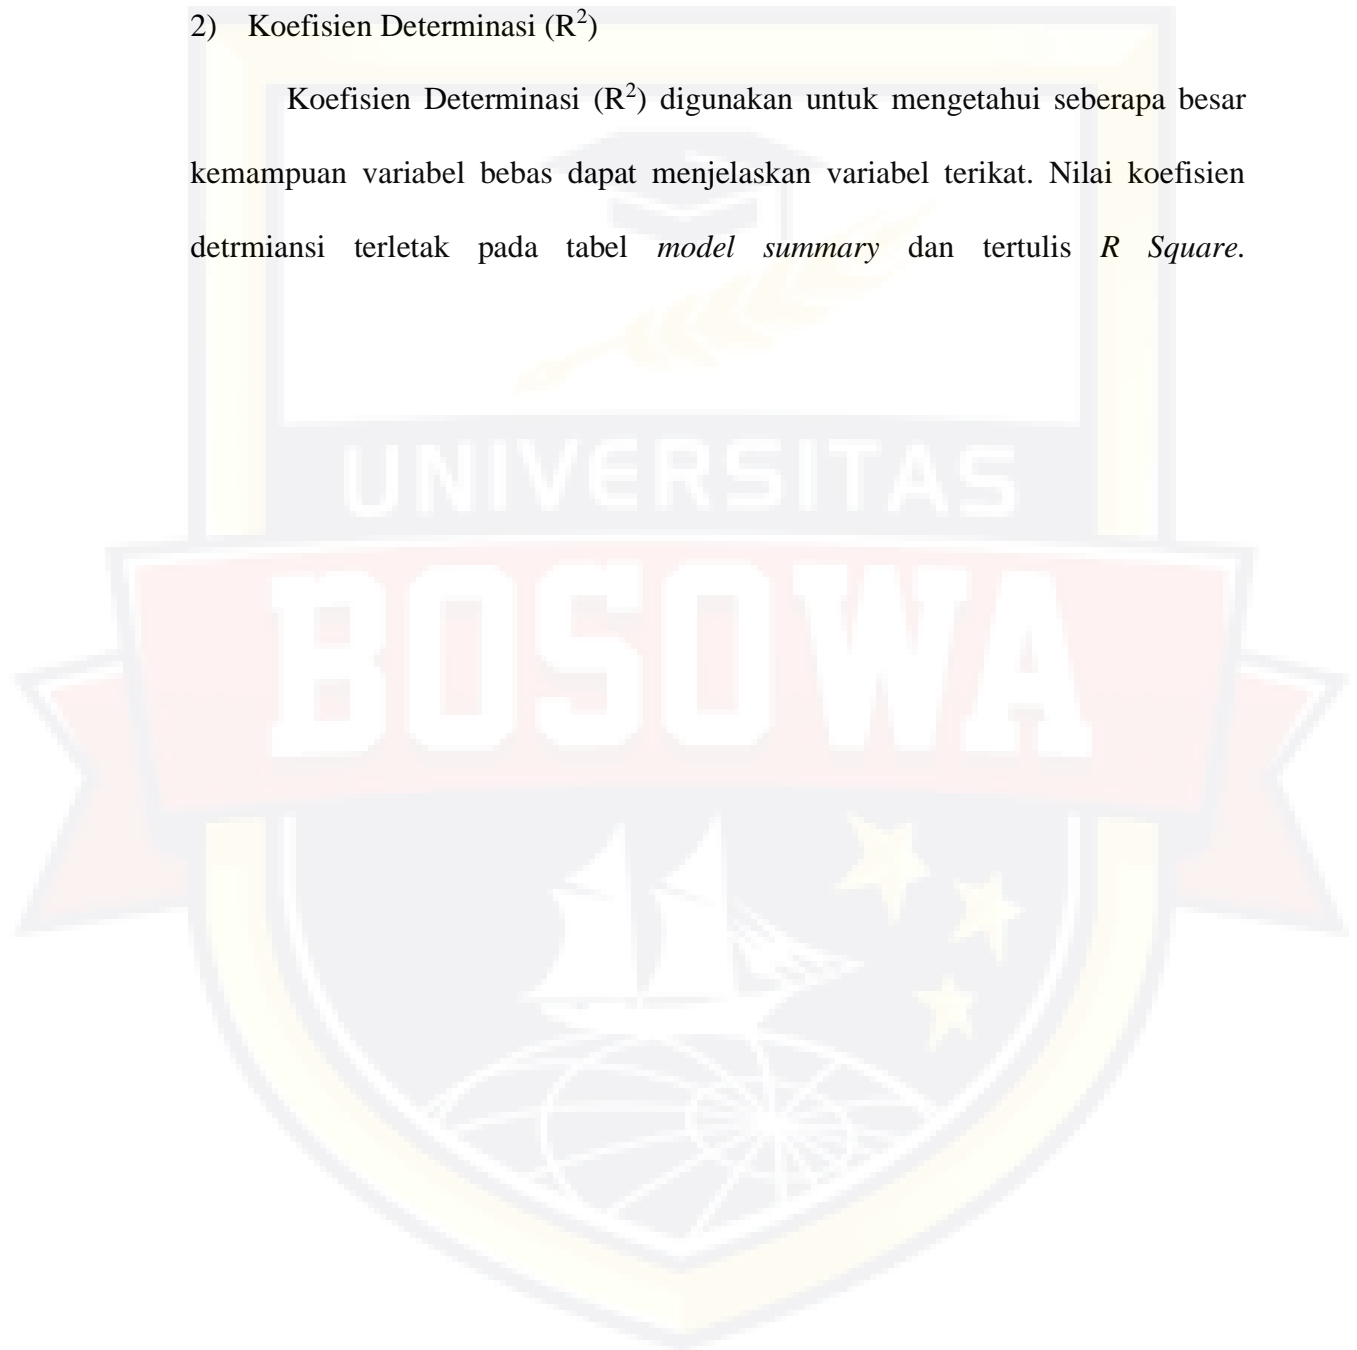 2) Koefisien Determinasi (R²)
Koefisien Determinasi (R²) digunakan untuk mengetahui seberapa besar
kemampuan variabel bebas dapat menjelaskan variabel terikat. Nilai koefisien
detrmiansi terletak pada tabel model summary dan tertulis R Square.
UNIVERSITAS
BOSOWA